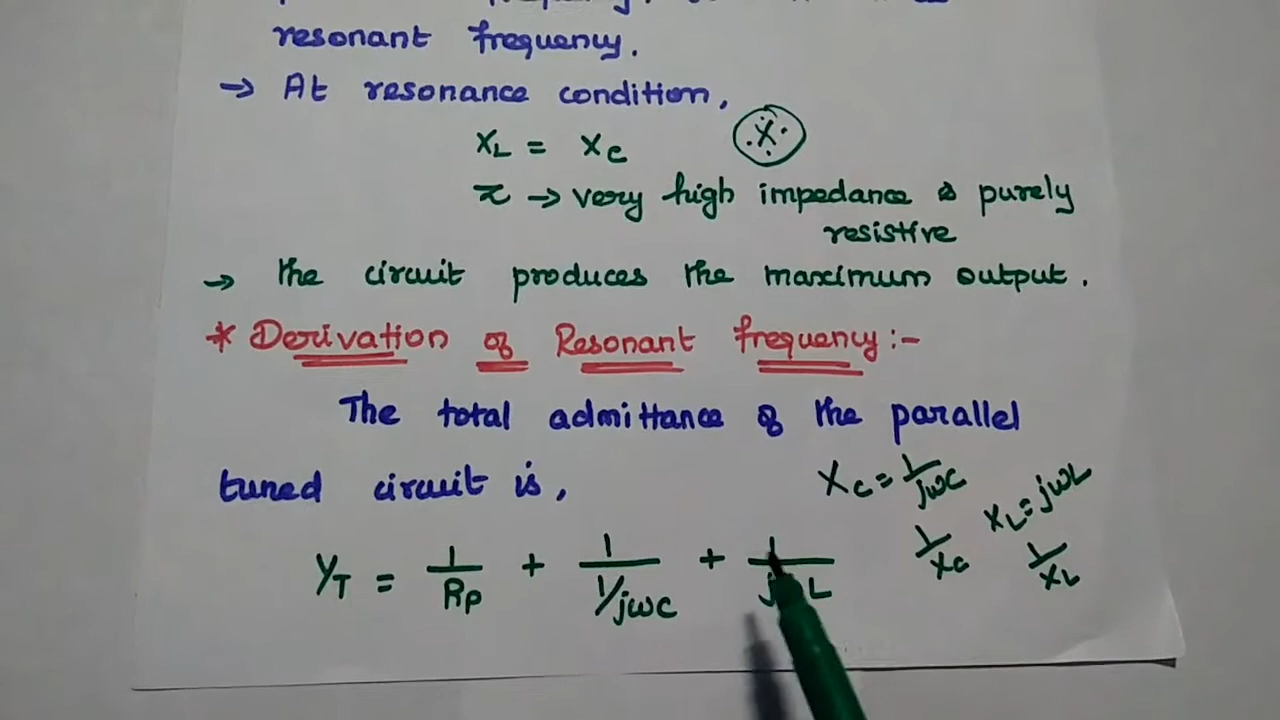 resonant frequency.
→ At resonance condition,
XL = XC
X
Z → very high impedance & purely
resistive
→ the circuit produces the maximum output.
* Derivation of Resonant frequency :-
The total admittance of the parallel
tuned circuit is,
XC = 1/jωC
XL = jωL
1/XC
1/XL
YT = 1/RP + 1/(1/jωC) + 1/j L